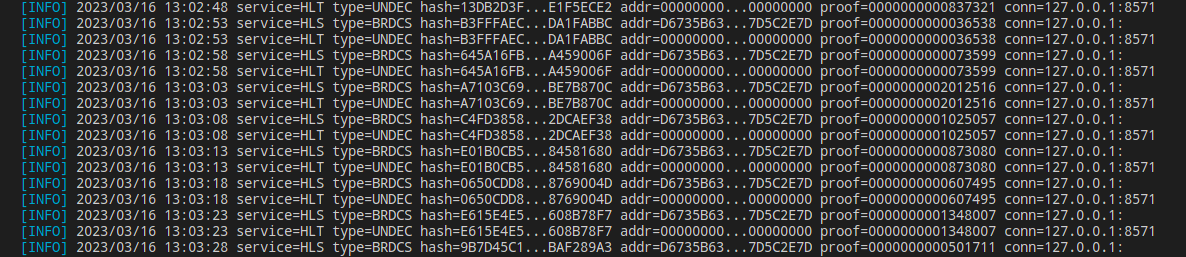 [INFO] 2023/03/16 13:02:48 service=HLT type=UNDEC hash=13DB2D3F...E1F5ECE2 addr=00000000...00000000 proof=0000000000837321 conn=127.0.0.1:8571
[INFO] 2023/03/16 13:02:53 service=HLS type=BRDCS hash=B3FFFAEC...DA1FABBC addr=D6735B63...7D5C2E7D proof=0000000000036538 conn=127.0.0.1:
[INFO] 2023/03/16 13:02:53 service=HLT type=UNDEC hash=B3FFFAEC...DA1FABBC addr=00000000...00000000 proof=0000000000036538 conn=127.0.0.1:8571
[INFO] 2023/03/16 13:02:58 service=HLS type=BRDCS hash=645A16FB...A459006F addr=D6735B63...7D5C2E7D proof=0000000000073599 conn=127.0.0.1:
[INFO] 2023/03/16 13:02:58 service=HLT type=UNDEC hash=645A16FB...A459006F addr=00000000...00000000 proof=0000000000073599 conn=127.0.0.1:8571
[INFO] 2023/03/16 13:03:03 service=HLS type=BRDCS hash=A7103C69...BE7B870C addr=D6735B63...7D5C2E7D proof=0000000002012516 conn=127.0.0.1:
[INFO] 2023/03/16 13:03:03 service=HLT type=UNDEC hash=A7103C69...BE7B870C addr=00000000...00000000 proof=0000000002012516 conn=127.0.0.1:8571
[INFO] 2023/03/16 13:03:08 service=HLS type=BRDCS hash=C4FD3858...2DCAEF38 addr=D6735B63...7D5C2E7D proof=0000000001025057 conn=127.0.0.1:
[INFO] 2023/03/16 13:03:08 service=HLT type=UNDEC hash=C4FD3858...2DCAEF38 addr=00000000...00000000 proof=0000000001025057 conn=127.0.0.1:8571
[INFO] 2023/03/16 13:03:13 service=HLS type=BRDCS hash=E01B0CB5...84581680 addr=D6735B63...7D5C2E7D proof=0000000000873080 conn=127.0.0.1:
[INFO] 2023/03/16 13:03:13 service=HLT type=UNDEC hash=E01B0CB5...84581680 addr=00000000...00000000 proof=0000000000873080 conn=127.0.0.1:8571
[INFO] 2023/03/16 13:03:18 service=HLS type=BRDCS hash=0650CDD8...8769004D addr=D6735B63...7D5C2E7D proof=0000000000607495 conn=127.0.0.1:
[INFO] 2023/03/16 13:03:18 service=HLT type=UNDEC hash=0650CDD8...8769004D addr=00000000...00000000 proof=0000000000607495 conn=127.0.0.1:8571
[INFO] 2023/03/16 13:03:23 service=HLS type=BRDCS hash=E615E4E5...608B78F7 addr=D6735B63...7D5C2E7D proof=0000000001348007 conn=127.0.0.1:
[INFO] 2023/03/16 13:03:23 service=HLT type=UNDEC hash=E615E4E5...608B78F7 addr=00000000...00000000 proof=0000000001348007 conn=127.0.0.1:8571
[INFO] 2023/03/16 13:03:28 service=HLS type=BRDCS hash=9B7D45C1...BAF289A3 addr=D6735B63...7D5C2E7D proof=0000000000501711 conn=127.0.0.1: